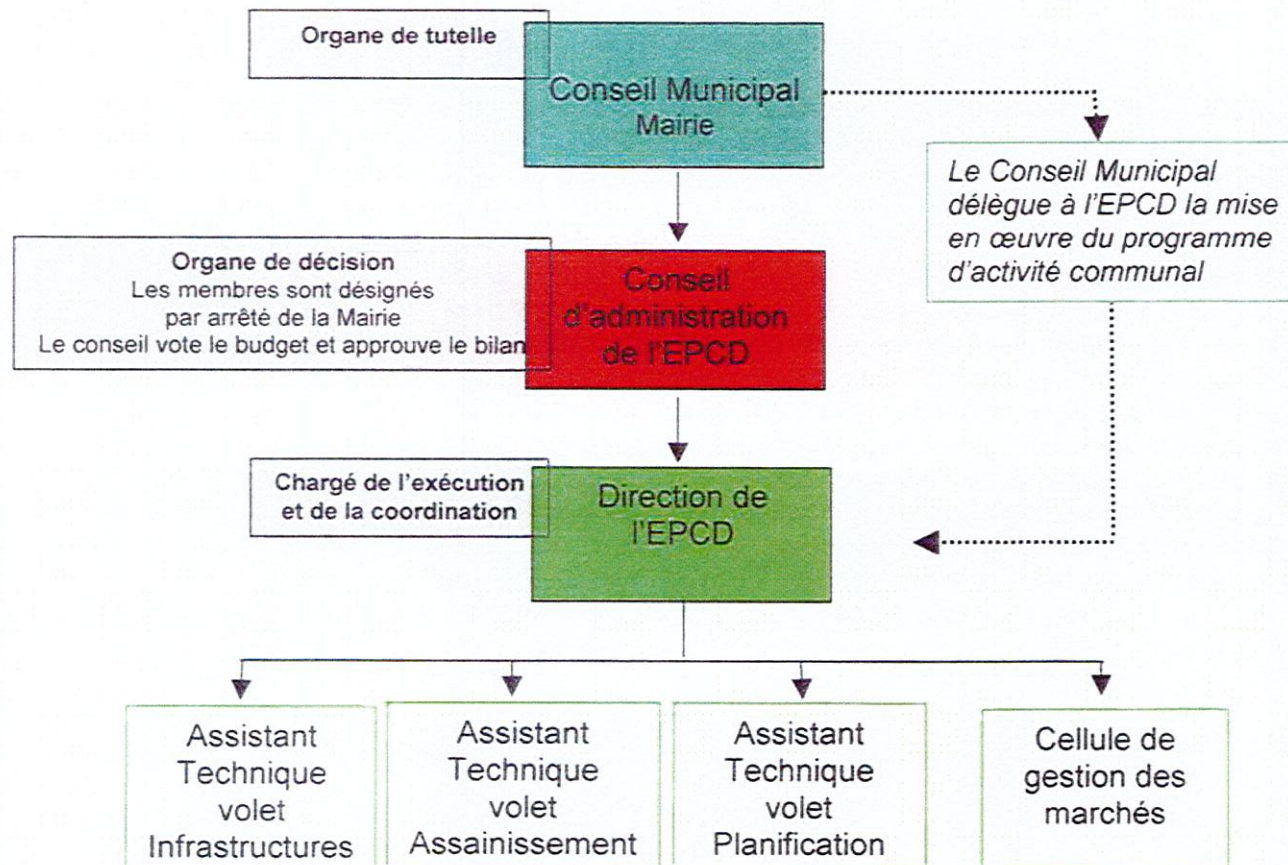 Organe de tutelle
Conseil Municipal
Mairie
Le Conseil Municipal
délègue à l'EPCD la mise
en œuvre du programme
d'activité communal
Organe de décision
Les membres sont désignés
par arrêté de la Mairie
Le conseil vote le budget et approuve le bilan
Conseil
d'administration
de l'EPCD
Chargé de l'exécution
et de la coordination
Direction de
l'EPCD
Assistant
Technique
volet
Infrastructures
Assistant
Technique
volet
Assainissement
Assistant
Technique
volet
Planification
Cellule de
gestion des
marchés